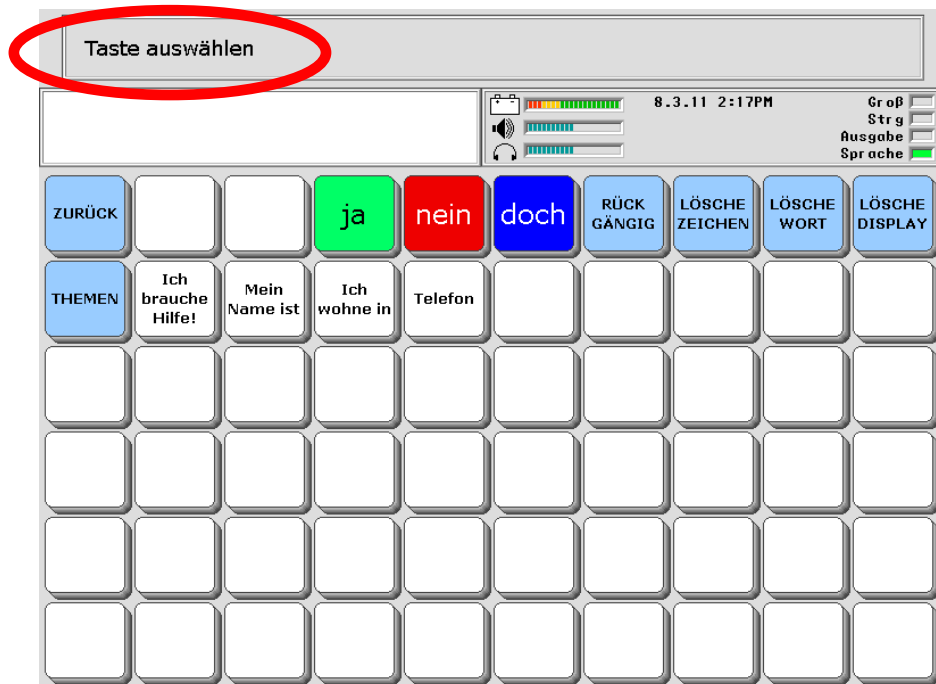 Taste auswählen
8.3.11 2:17PM
Groß
Strg
Ausgabe
Sprache
ZURÜCK
ja
nein
doch
RÜCK
GÄNGIG
LÖSCHE
ZEICHEN
LÖSCHE
WORT
LÖSCHE
DISPLAY
THEMEN
Ich
brauche
Hilfe!
Mein
Name ist
Ich
wohne in
Telefon